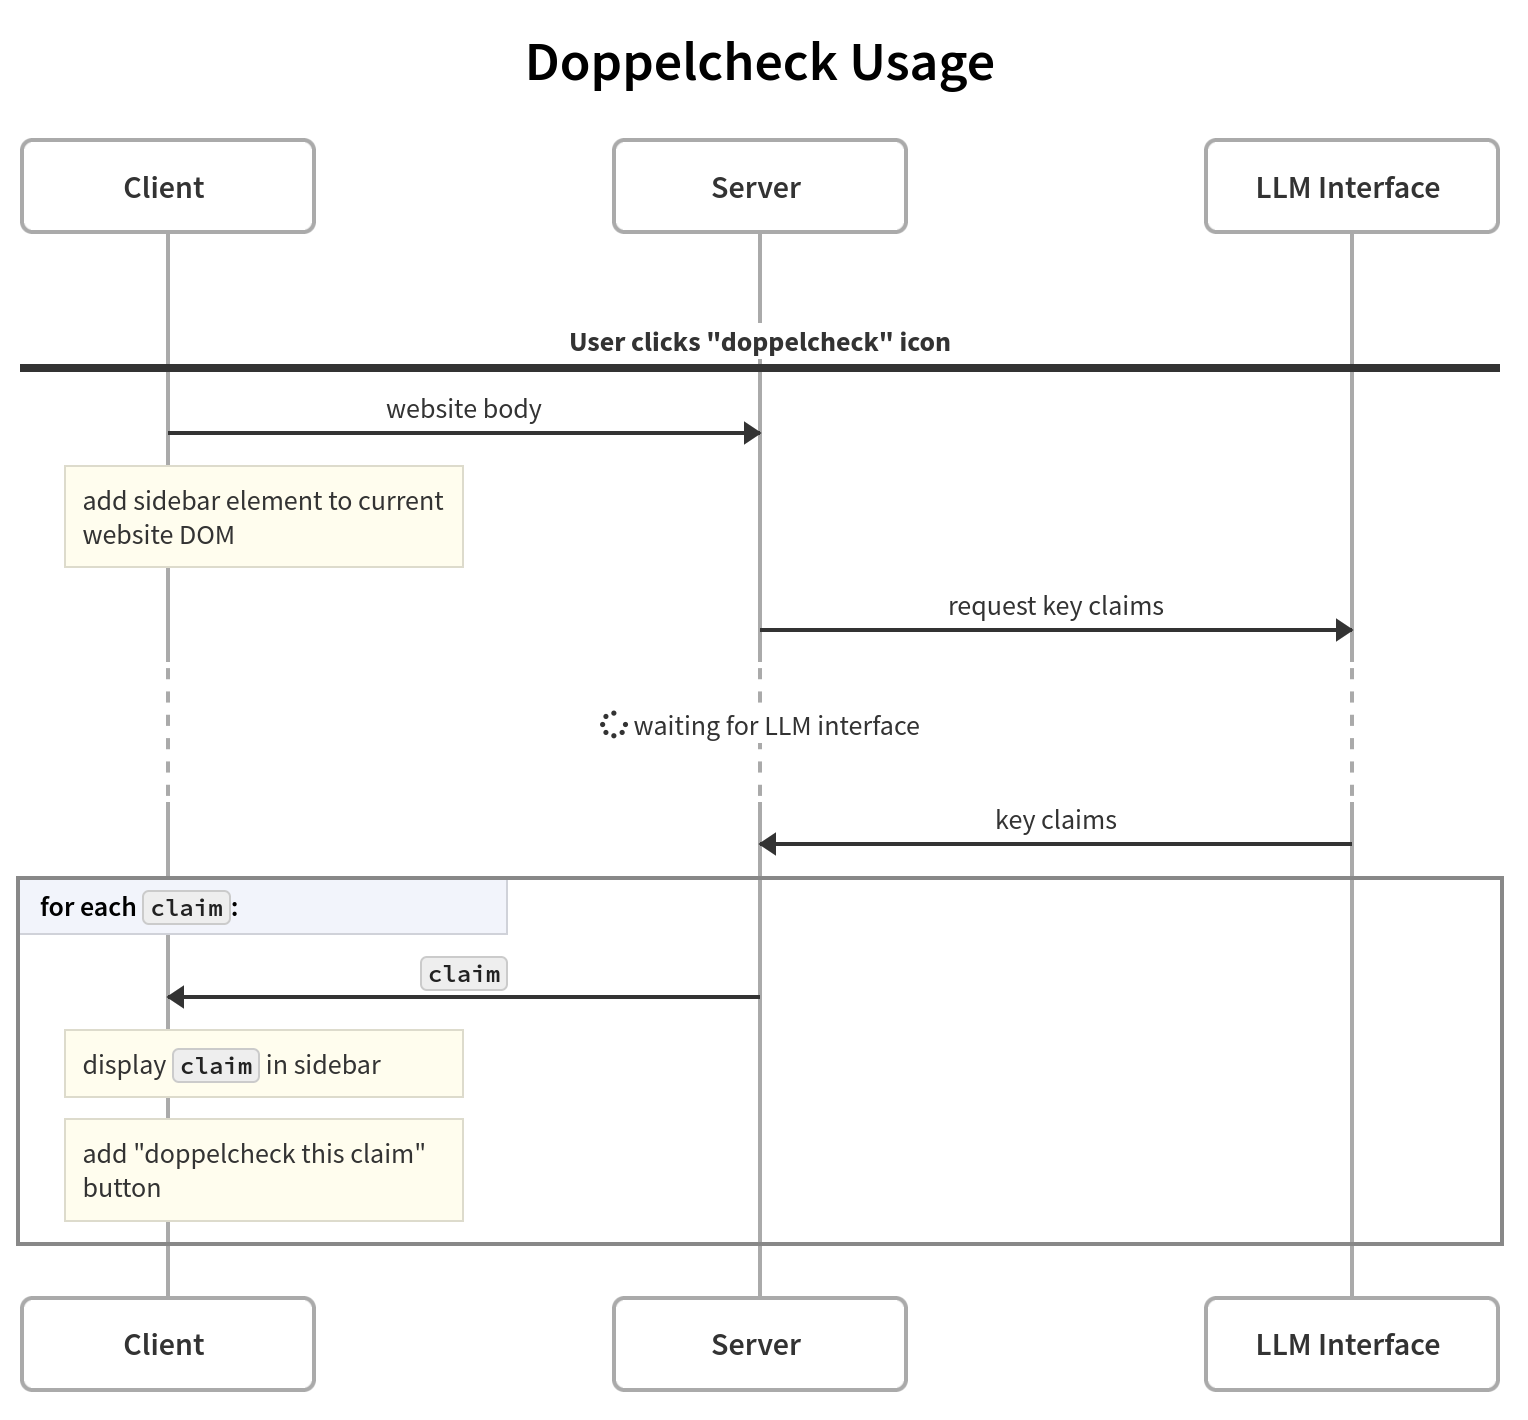 Doppelcheck Usage
Client
Server
LLM Interface
User clicks "doppelcheck" icon
website body
add sidebar element to current
website DOM
request key claims
waiting for LLM interface
key claims
for each claim:
claim
display claim in sidebar
add "doppelcheck this claim"
button
Client
Server
LLM Interface